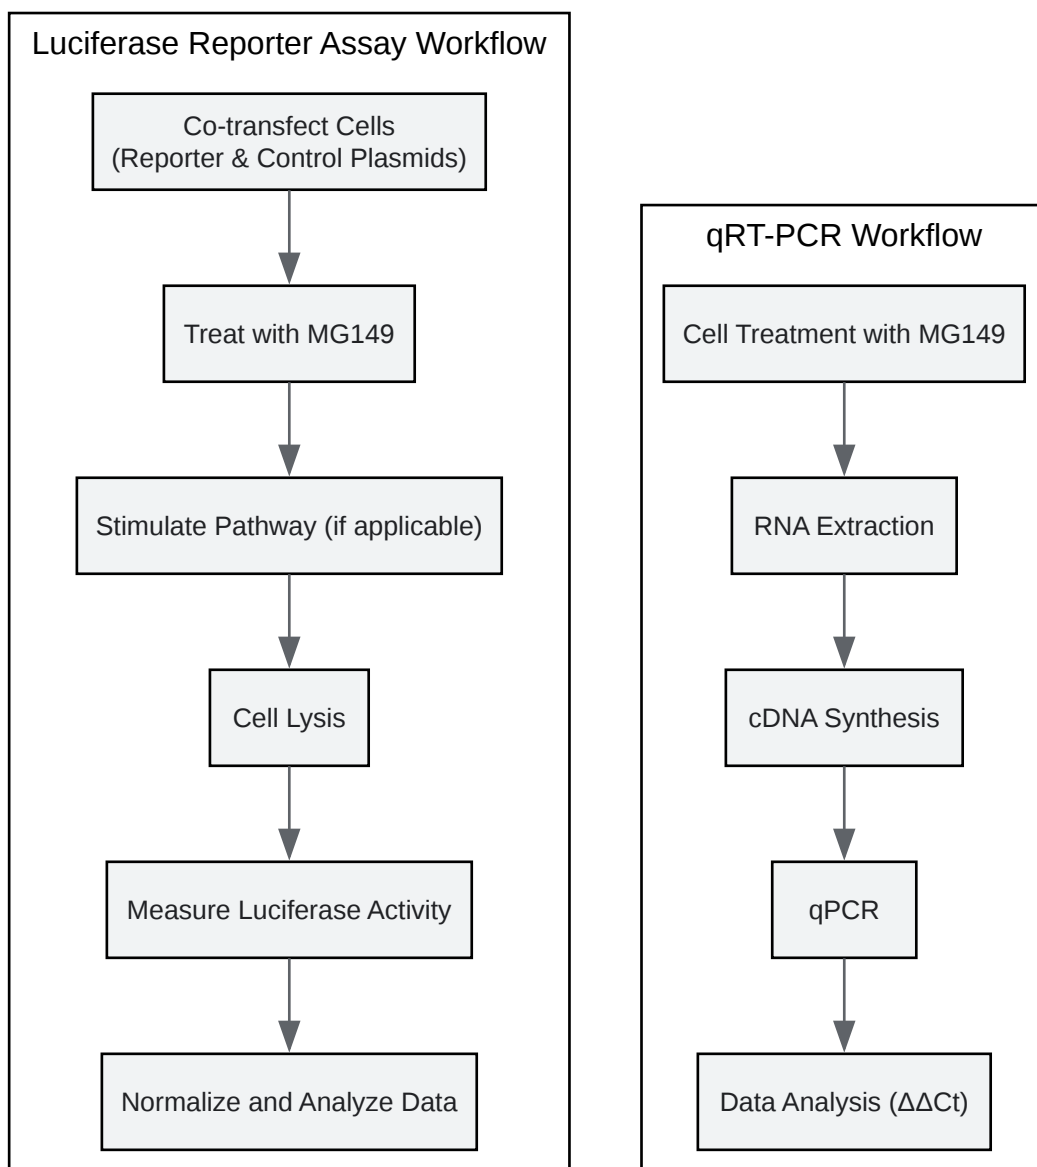 Luciferase Reporter Assay Workflow
Co-transfect Cells
(Reporter & Control Plasmids)
Treat with MG149
Stimulate Pathway (if applicable)
Cell Lysis
Measure Luciferase Activity
Normalize and Analyze Data
qRT-PCR Workflow
Cell Treatment with MG149
RNA Extraction
cDNA Synthesis
qPCR
Data Analysis (ΔΔCt)